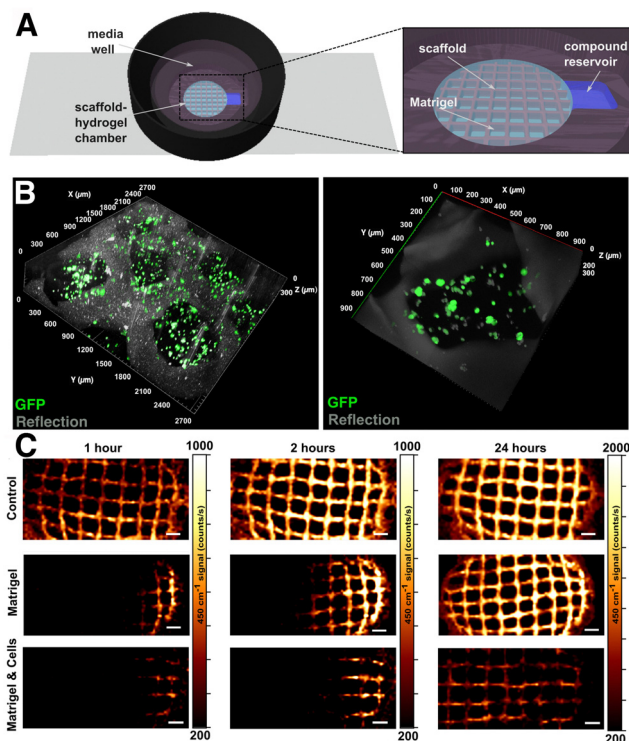 A
media
well
scaffold-
hydrogel
chamber
scaffold
compound
reservoir
Matrigel
B
X (µm)
2700
2400
2100
1800
1500
1200
900
600
300
0
0
300
600
900
1200
Y (µm)
1500
1800
2100
2400
2700
0
Z (µm)
300
GFP
Reflection
0
100
200
300
400
500
600
700
800
900
X (µm)
0
Z (µm)
100
200
300
Y (µm)
100
200
300
400
500
600
700
800
900
GFP
Reflection
C
1 hour
2 hours
24 hours
1000
1000
2000
Control
Matrigel
Matrigel & Cells
450 cm⁻¹ signal (counts/s)
450 cm⁻¹ signal (counts/s)
450 cm⁻¹ signal (counts/s)
200
200
200